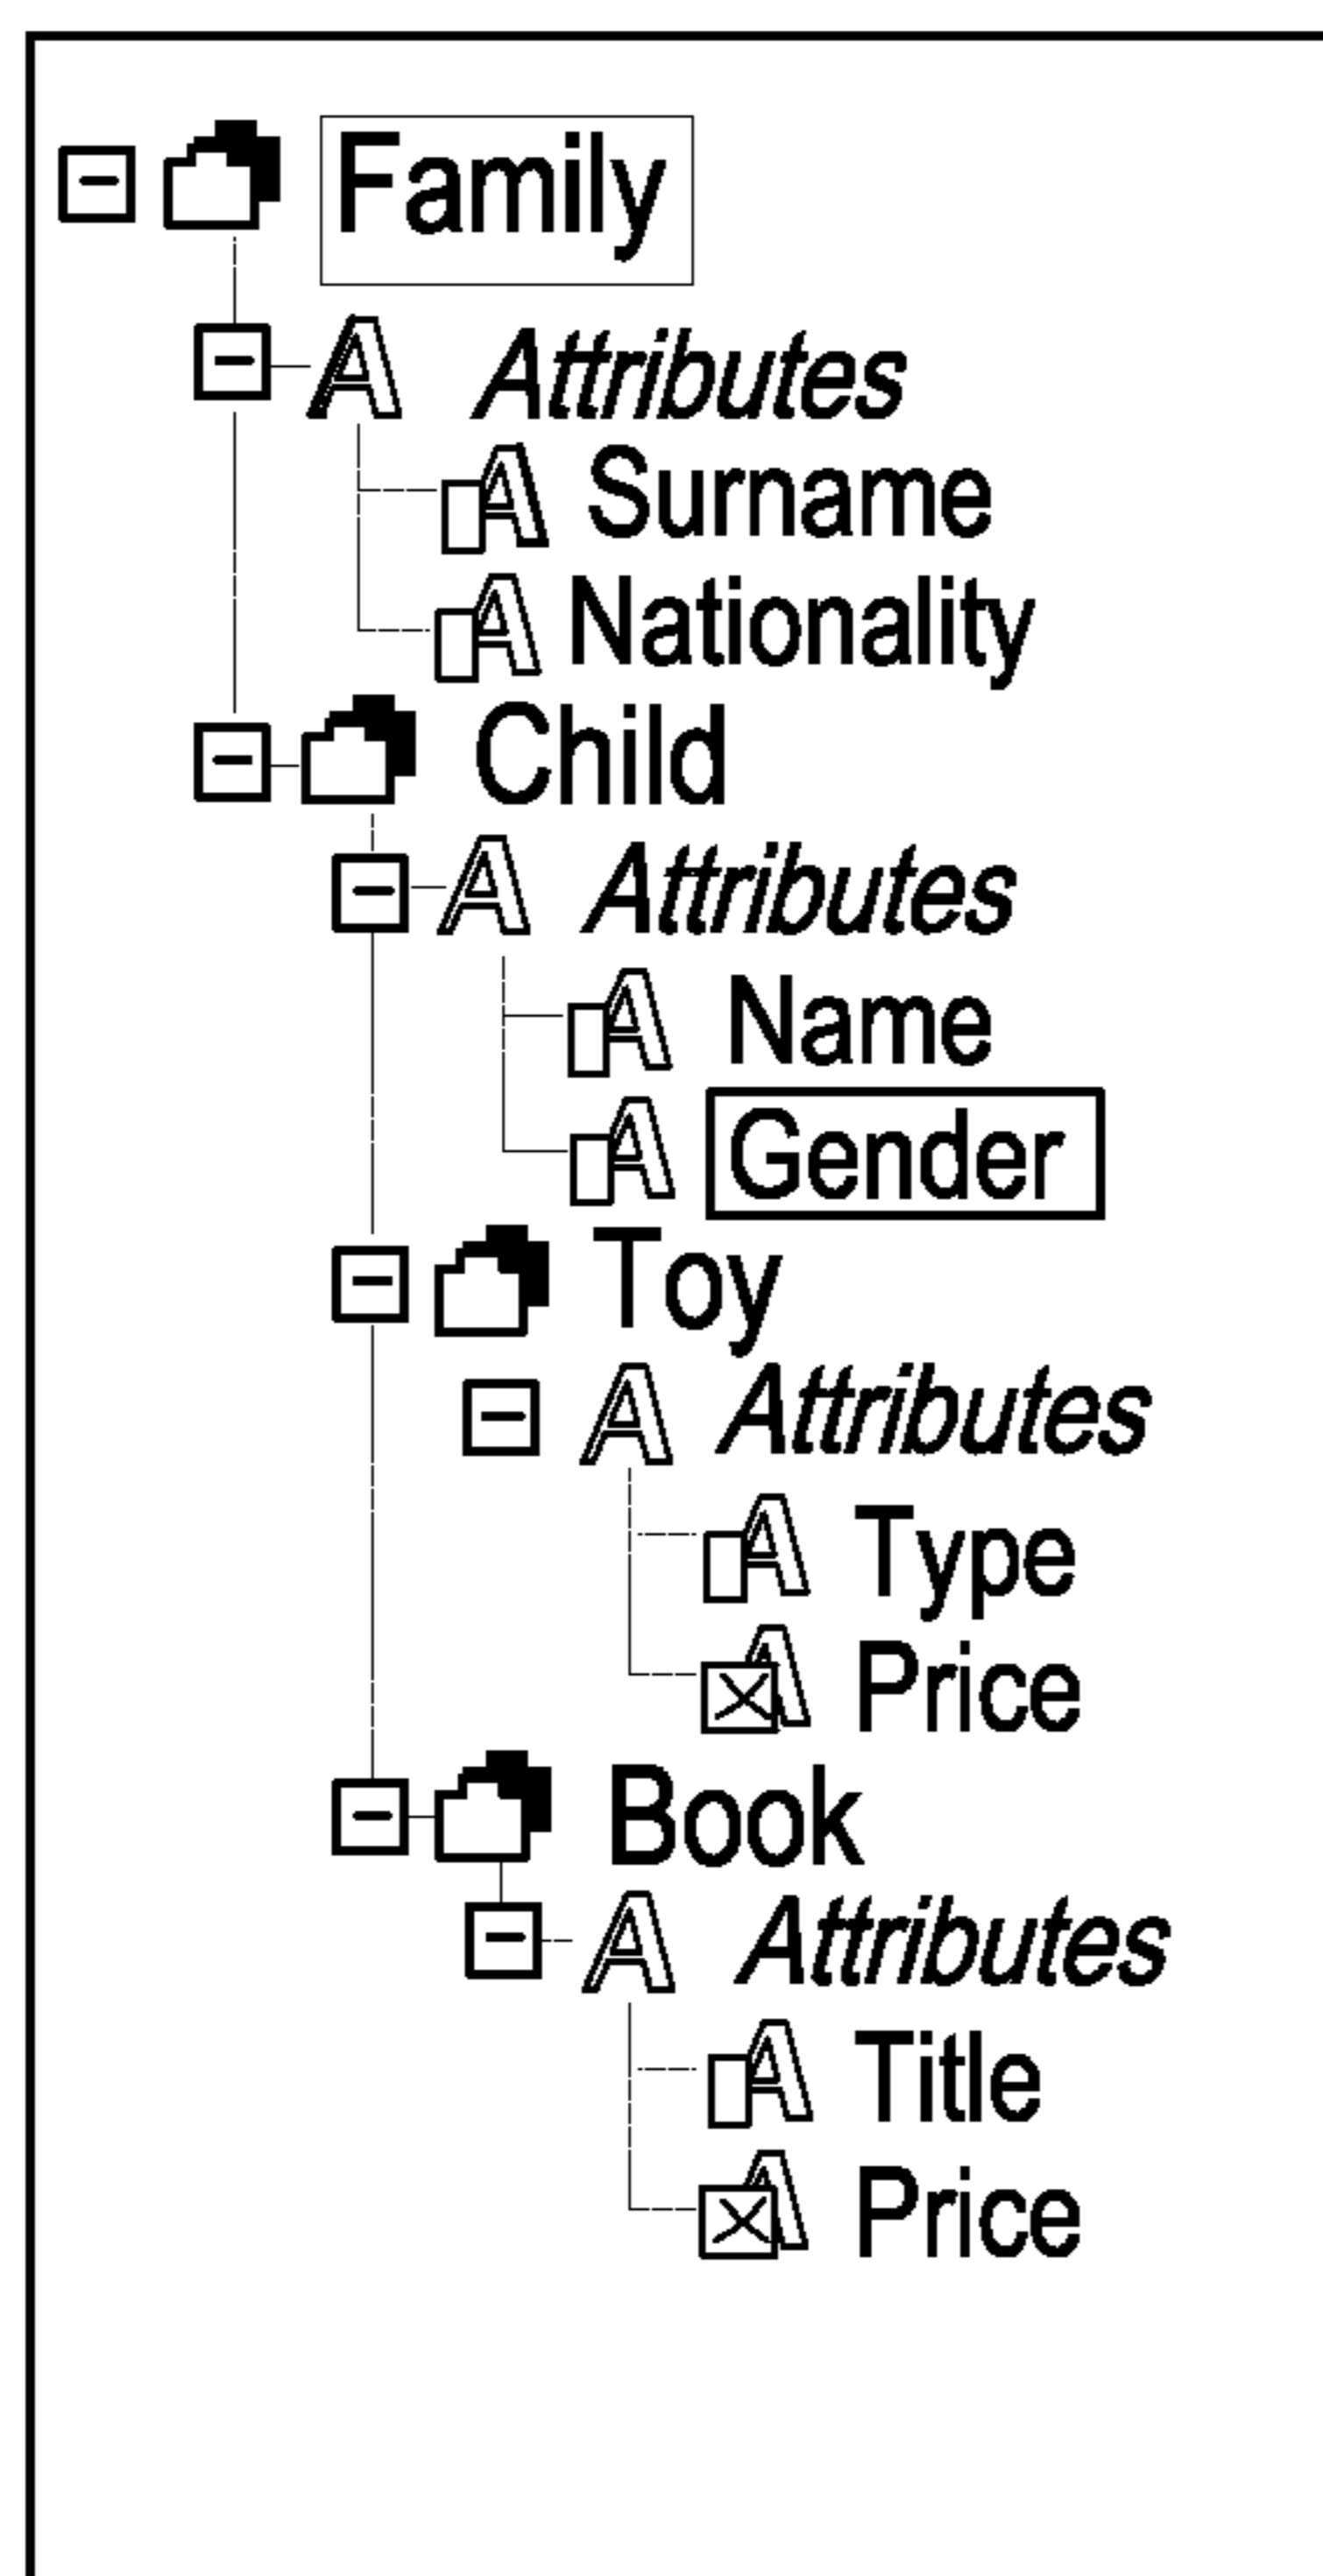 Family
Attributes
Surname
Nationality
Child
Attributes
Name
Gender
Toy
Attributes
Type
Price
Book
Attributes
Title
Price